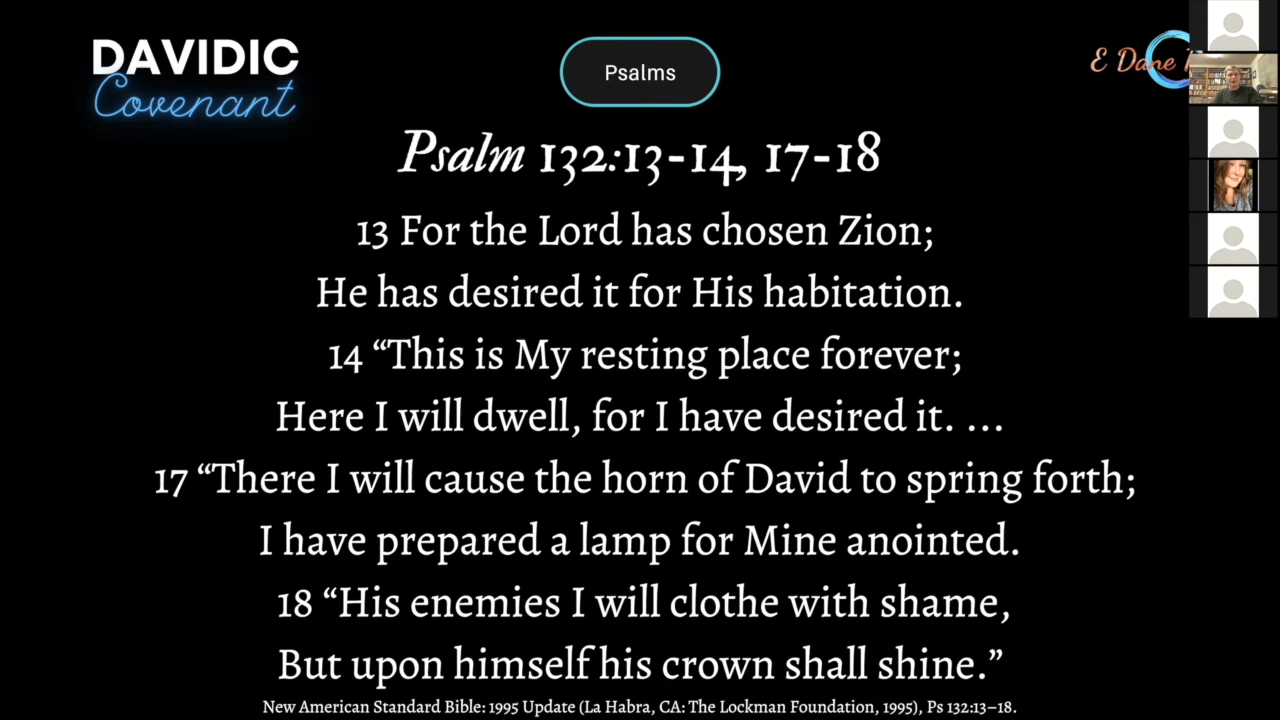 DAVIDIC
Covenant
Psalms
E Dane
Psalm 132:13-14, 17-18
13 For the Lord has chosen Zion;
He has desired it for His habitation.
14 “This is My resting place forever;
Here I will dwell, for I have desired it. ...
17 “There I will cause the horn of David to spring forth;
I have prepared a lamp for Mine anointed.
18 “His enemies I will clothe with shame,
But upon himself his crown shall shine.”
New American Standard Bible: 1995 Update (La Habra, CA: The Lockman Foundation, 1995), Ps 132:13–18.